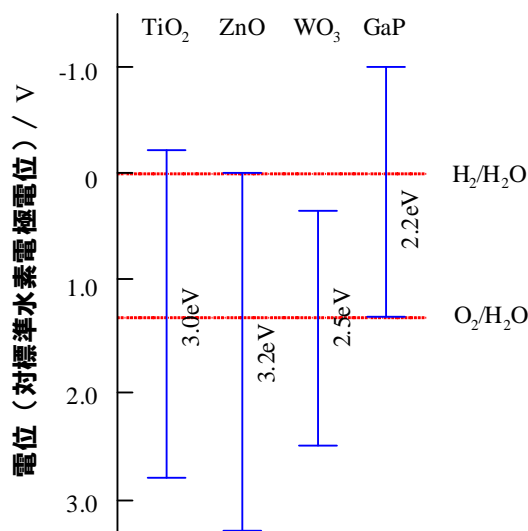 TiO₂ ZnO WO₃ GaP
-1.0
0
1.0
2.0
3.0
電位（対標準水素電極電位）/ V
H₂/H₂O
O₂/H₂O
3.0eV
3.2eV
2.5eV
2.2eV